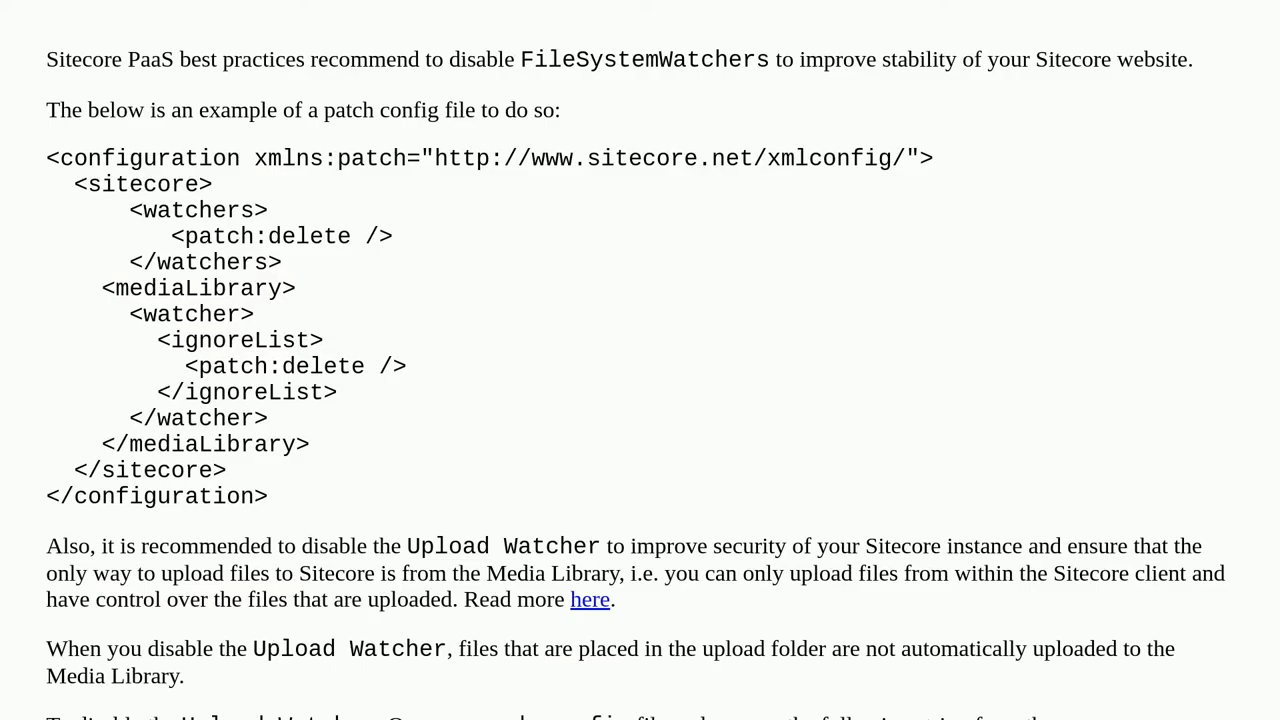 Sitecore PaaS best practices recommend to disable FileSystemWatchers to improve stability of your Sitecore website.
The below is an example of a patch config file to do so:
<configuration xmlns:patch="http://www.sitecore.net/xmlconfig/">
  <sitecore>
      <watchers>
         <patch:delete />
      </watchers>
    <mediaLibrary>
      <watcher>
        <ignoreList>
          <patch:delete />
        </ignoreList>
      </watcher>
    </mediaLibrary>
  </sitecore>
</configuration>
Also, it is recommended to disable the Upload Watcher to improve security of your Sitecore instance and ensure that the
only way to upload files to Sitecore is from the Media Library, i.e. you can only upload files from within the Sitecore client and
have control over the files that are uploaded. Read more here.
When you disable the Upload Watcher, files that are placed in the upload folder are not automatically uploaded to the
Media Library.